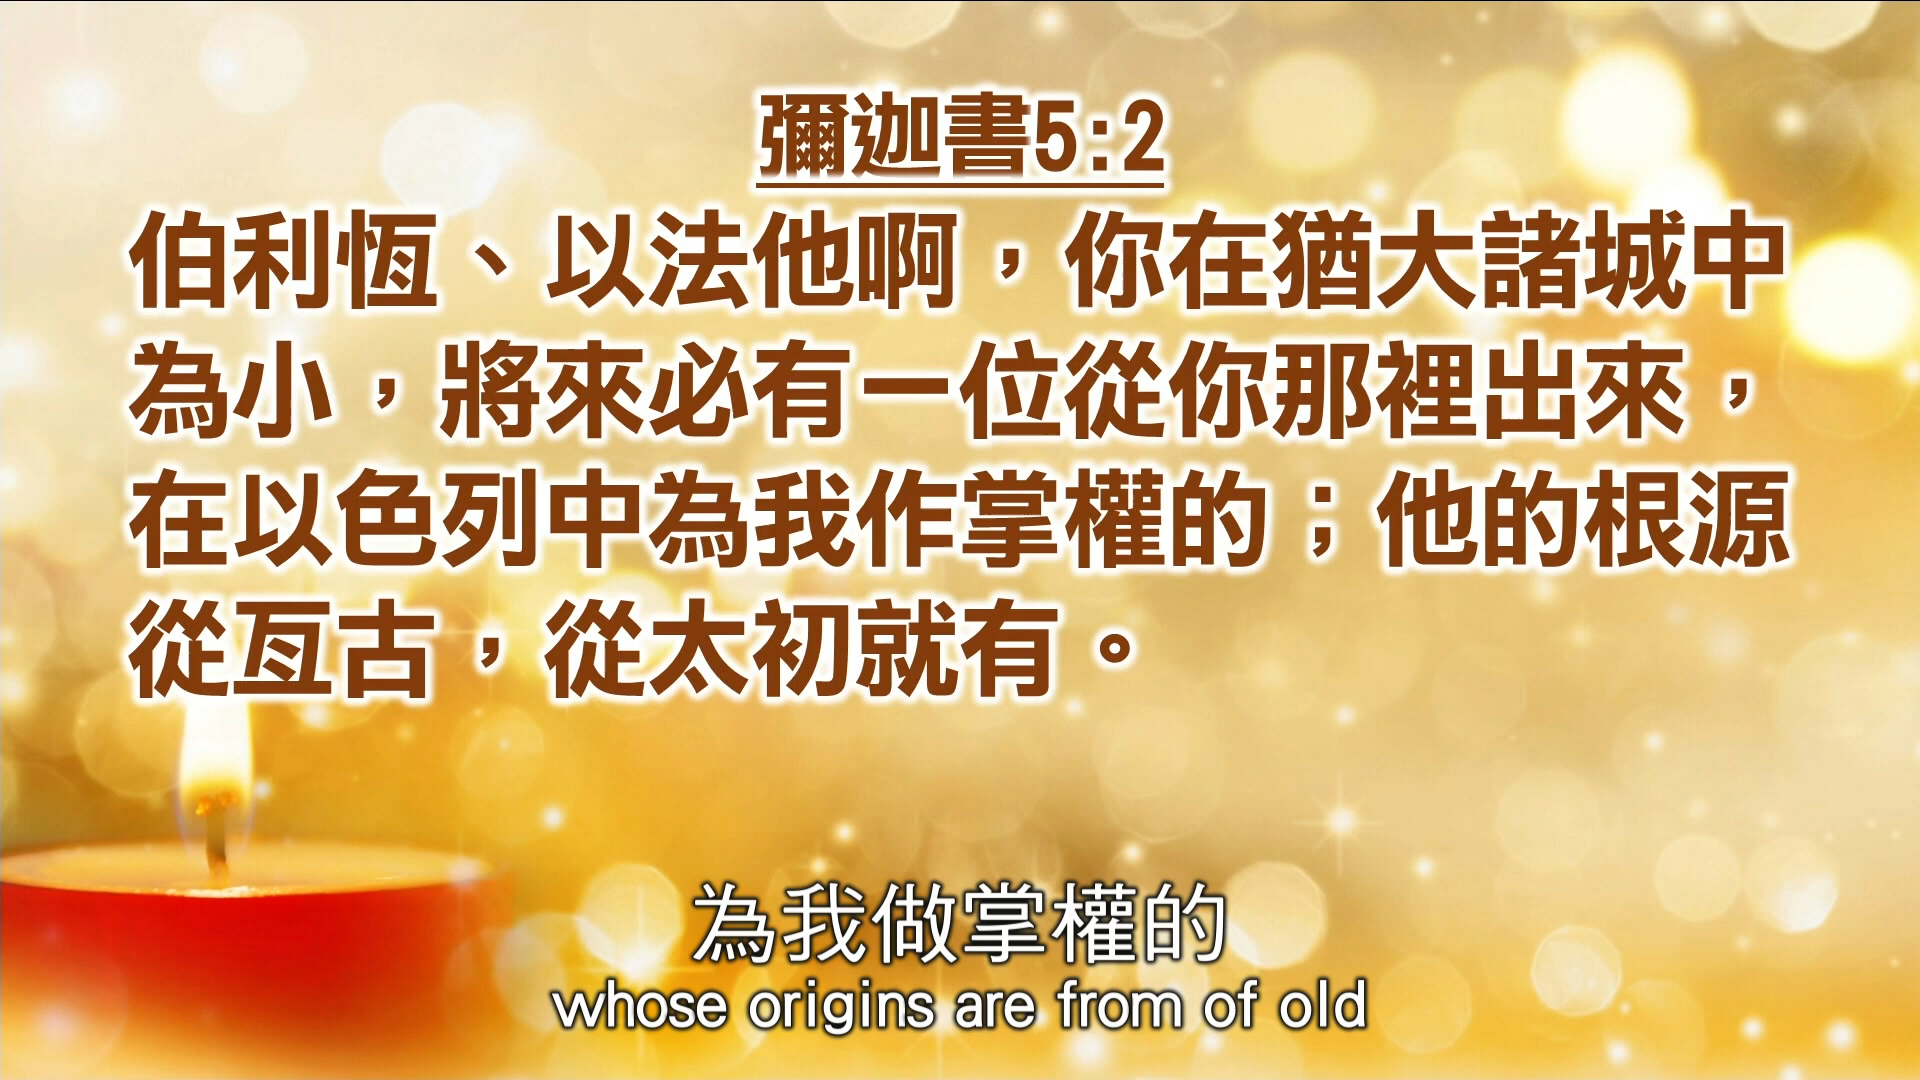 彌迦書5:2
伯利恆、以法他啊，你在猶大諸城中
為小，將來必有一位從你那裡出來，
在以色列中為我作掌權的；他的根源
從亙古，從太初就有。
為我做掌權的
whose origins are from of old